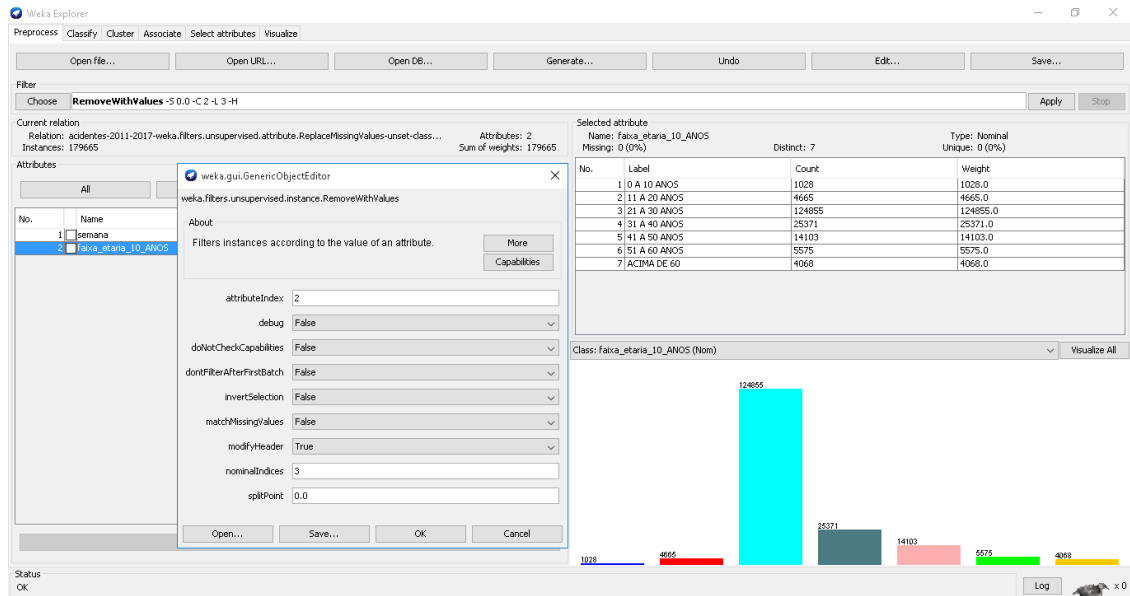 Weka Explorer
Preprocess Classify Cluster Associate Select attributes Visualize
Open file... Open URL... Open DB... Generate... Undo Edit... Save...
Filter
Choose RemoveWithValues -S 0.0 -C 2 -L 3 -H Apply Stop
Current relation
Relation: acidentes-2011-2017-weka.filters.unsupervised.attribute.ReplaceMissingValues-unset-class... Attributes: 2
Instances: 179665 Sum of weights: 179665
Attributes
All
No. Name
1 semana
2 faixa_etaria_10_ANOS
weka.gui.GenericObjectEditor
weka.filters.unsupervised.instance.RemoveWithValues
About
Filters instances according to the value of an attribute.
More
Capabilities
attributeIndex 2
debug False
doNotCheckCapabilities False
dontFilterAfterFirstBatch False
invertSelection False
matchMissingValues False
modifyHeader True
nominalIndices 3
splitPoint 0.0
Open... Save... OK Cancel
Selected attribute
Name: faixa_etaria_10_ANOS Type: Nominal
Missing: 0 (0%) Distinct: 7 Unique: 0 (0%)
No. Label Count Weight
1 0 A 10 ANOS 1028 1028.0
2 11 A 20 ANOS 4665 4665.0
3 21 A 30 ANOS 124855 124855.0
4 31 A 40 ANOS 25371 25371.0
5 41 A 50 ANOS 14103 14103.0
6 51 A 60 ANOS 5575 5575.0
7 ACIMA DE 60 4068 4068.0
Class: faixa_etaria_10_ANOS (Nom) Visualize All
124855
25371
14103
1028
4665
5575
4068
Status
OK
Log
x 0